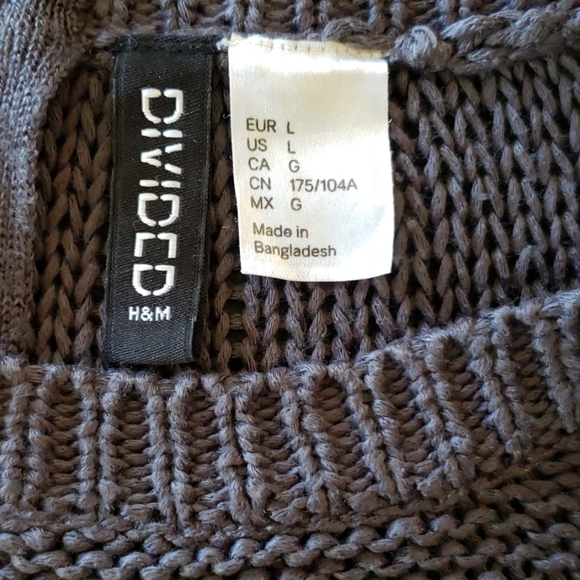 DIVIDED
H&M
EUR L
US L
CA G
CN 175/104A
MX G
Made in
Bangladesh